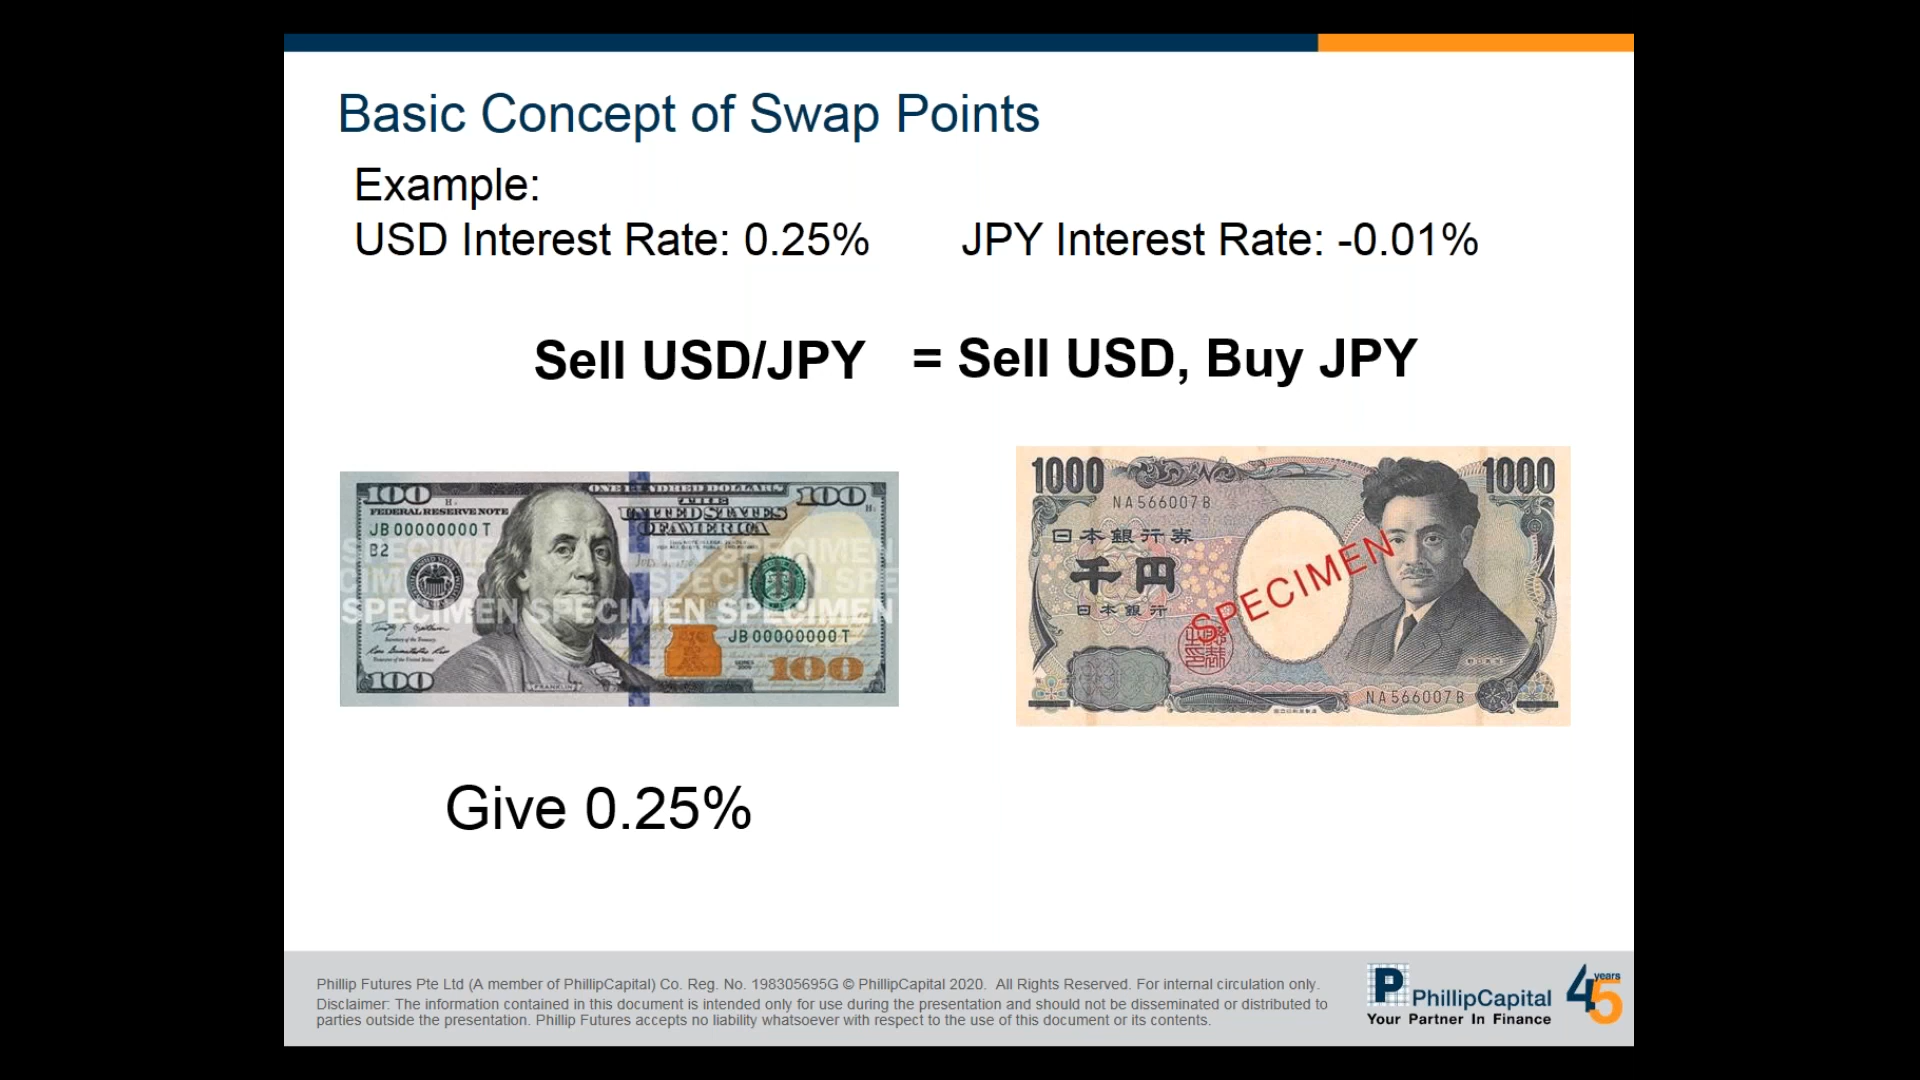 Basic Concept of Swap Points
Example:
USD Interest Rate: 0.25% JPY Interest Rate: -0.01%
Sell USD/JPY = Sell USD, Buy JPY
100
ONE HUNDRED DOLLARS
THE
UNITED STATES
OF AMERICA
100
FEDERAL RESERVE NOTE
JB 00000000 T
B2
SPECIMEN SPECIMEN SPECIMEN
JB 00000000 T
100
FRANKLIN
100
1000
1000
NA566007B
日本銀行券
千円
日本銀行
SPECIMEN
NA566007B
Give 0.25%
Phillip Futures Pte Ltd (A member of PhillipCapital) Co. Reg. No. 198305695G © PhillipCapital 2020. All Rights Reserved. For internal circulation only.
Disclaimer: The information contained in this document is intended only for use during the presentation and should not be disseminated or distributed to
parties outside the presentation. Phillip Futures accepts no liability whatsoever with respect to the use of this document or its contents.
P PhillipCapital
Your Partner In Finance
45 years